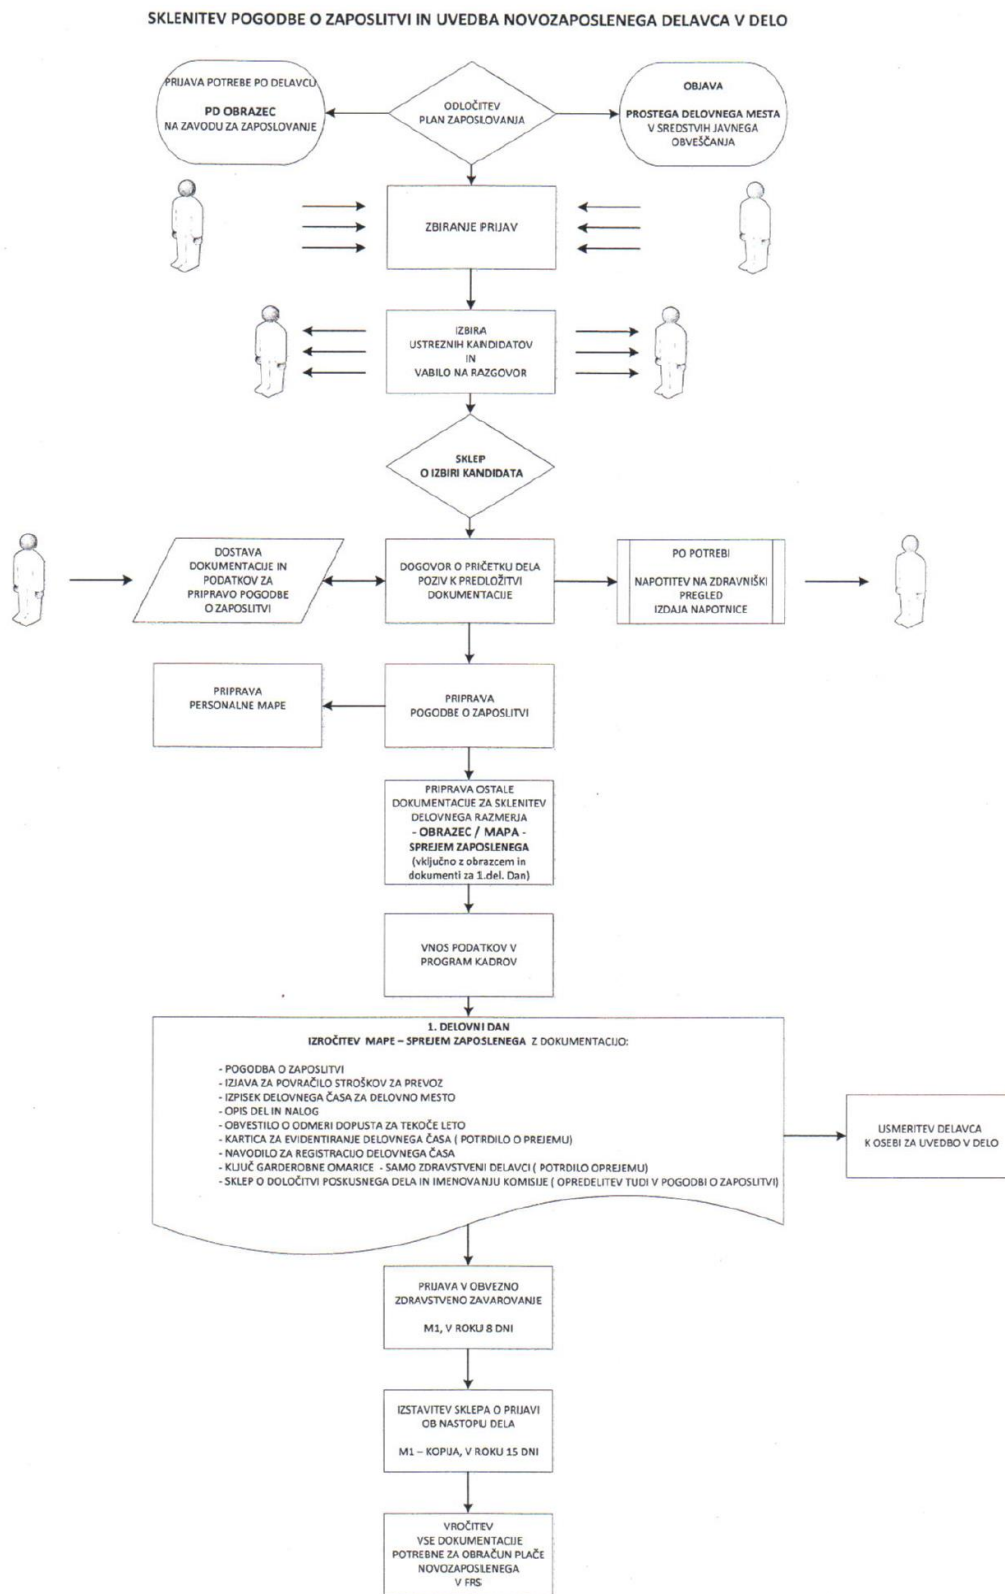 SKLENITEV POGODBE O ZAPOSLITVI IN UVEDBA NOVOZAPOSLENEGA DELAVCA V DELO
PRIJAVA POTREBE PO DELAVCU
PD OBRAZEC
NA ZAVODU ZA ZAPOSLOVANJE
ODLOČITEV
PLAN ZAPOSLOVANJA
OBJAVA
PROSTEGA DELOVNEGA MESTA
V SREDSTVIH JAVNEGA
OBVEŠČANJA
ZBIRANJE PRIJAV
IZBIRA
USTREZNIH KANDIDATOV
IN
VABILO NA RAZGOVOR
SKLEP
O IZBIRI KANDIDATA
DOSTAVA
DOKUMENTACIJE IN
PODATKOV ZA
PRIPRAVO POGODBE
O ZAPOSLITVI
DOGOVOR O PRIČETKU DELA
POZIV K PREDLOŽITVI
DOKUMENTACIJE
PO POTREBI
NAPOTITEV NA ZDRAVNIŠKI
PREGLED
IZDAJA NAPOTNICE
PRIPRAVA
PERSONALNE MAPE
PRIPRAVA
POGODBE O ZAPOSLITVI
PRIPRAVA OSTALE
DOKUMENTACIJE ZA SKLENITEV
DELOVNEGA RAZMERJA
- OBRAZEC / MAPA -
SPREJEM ZAPOSLENEGA
(vključno z obrazcem in
dokumenti za 1.del. Dan)
VNOS PODATKOV V
PROGRAM KADROV
1. DELOVNI DAN
IZROČITEV MAPE – SPREJEM ZAPOSLENEGA Z DOKUMENTACIJO:
- POGODBA O ZAPOSLITVI
- IZJAVA ZA POVRAČILO STROŠKOV ZA PREVOZ
- IZPISEK DELOVNEGA ČASA ZA DELOVNO MESTO
- OPIS DEL IN NALOG
- OBVESTILO O ODMERI DOPUSTA ZA TEKOČE LETO
- KARTICA ZA EVIDENTIRANJE DELOVNEGA ČASA ( POTRDILO O PREJEMU)
- NAVODILO ZA REGISTRACIJO DELOVNEGA ČASA
- KLJUČ GARDEROBNE OMARICE - SAMO ZDRAVSTVENI DELAVCI ( POTRDILO OPREJEMU)
- SKLEP O DOLOČITVI POSKUSNEGA DELA IN IMENOVANJU KOMISIJE ( OPREDELITEV TUDI V POGODBI O ZAPOSLITVI)
USMERITEV DELAVCA
K OSEBI ZA UVEDBO V DELO
PRIJAVA V OBVEZNO
ZDRAVSTVENO ZAVAROVANJE
M1, V ROKU 8 DNI
IZSTAVITEV SKLEPA O PRIJAVI
OB NASTOPU DELA
M1 – KOPIJA, V ROKU 15 DNI
VROČITEV
VSE DOKUMENTACIJE
POTREBNE ZA OBRAČUN PLAČE
NOVOZAPOSLENEGA
V FRS